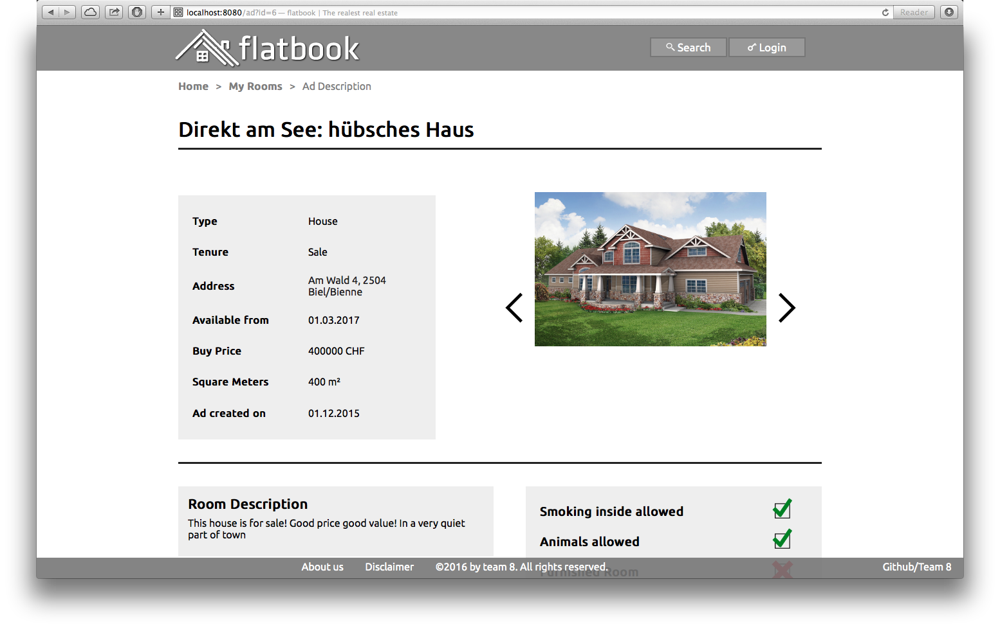 localhost:8080/ad?id=6 — flatbook | The realest real estate
Reader
flatbook
Search
Login
Home > My Rooms > Ad Description
Direkt am See: hübsches Haus
Type House
Tenure Sale
Address Am Wald 4, 2504
Biel/Bienne
Available from 01.03.2017
Buy Price 400000 CHF
Square Meters 400 m²
Ad created on 01.12.2015
Room Description
This house is for sale! Good price good value! In a very quiet
part of town
Smoking inside allowed
Animals allowed
Furnished Room
About us Disclaimer ©2016 by team 8. All rights reserved. Github/Team 8